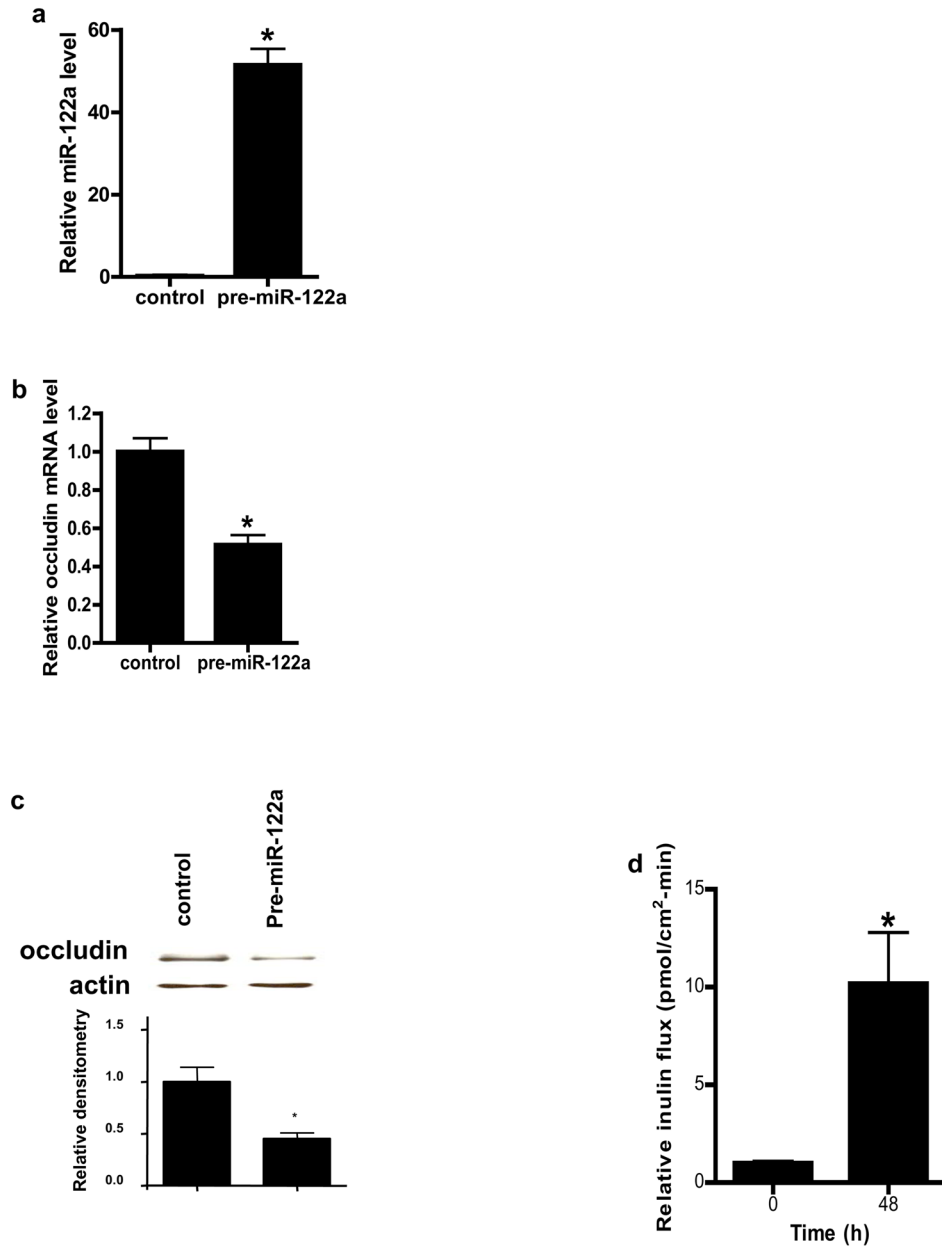 a
Relative miR-122a level
60
40
20
0
*
control
pre-miR-122a
b
Relative occludin mRNA level
1.2
1.0
0.8
0.6
0.4
0.2
0.0
*
control
pre-miR-122a
c
control
Pre-miR-122a
occludin
actin
Relative densitometry
1.5
1.0
0.5
0.0
*
d
Relative inulin flux (pmol/cm²-min)
15
10
5
0
*
0
48
Time (h)